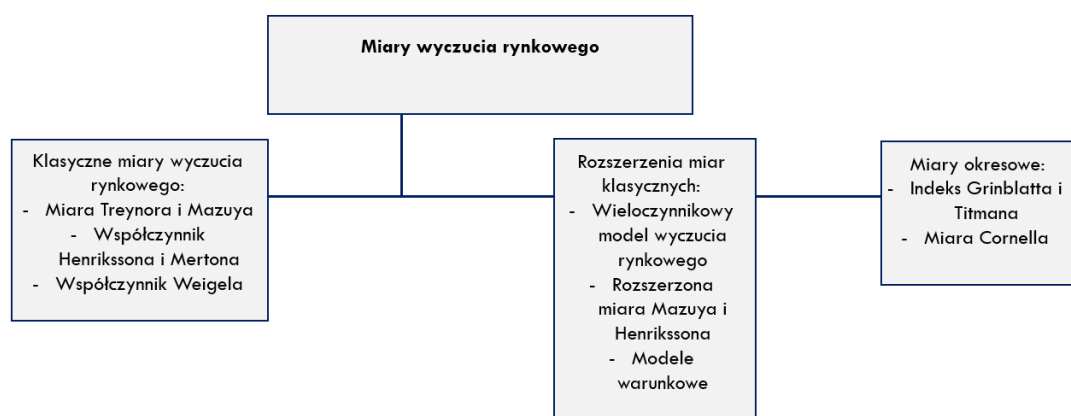 Miary wyczucia rynkowego
Klasyczne miary wyczucia
rynkowego:
- Miara Treynora i Mazuya
- Współczynnik
Henrikssona i Mertona
- Współczynnik Weigela
Rozszerzenia miar
klasycznych:
- Wieloczynnikowy
model wyczucia
rynkowego
- Rozszerzona
miara Mazuya i
Henrikssona
- Modele
warunkowe
Miary okresowe:
- Indeks Grinblatta i
Titmana
- Miara Cornella